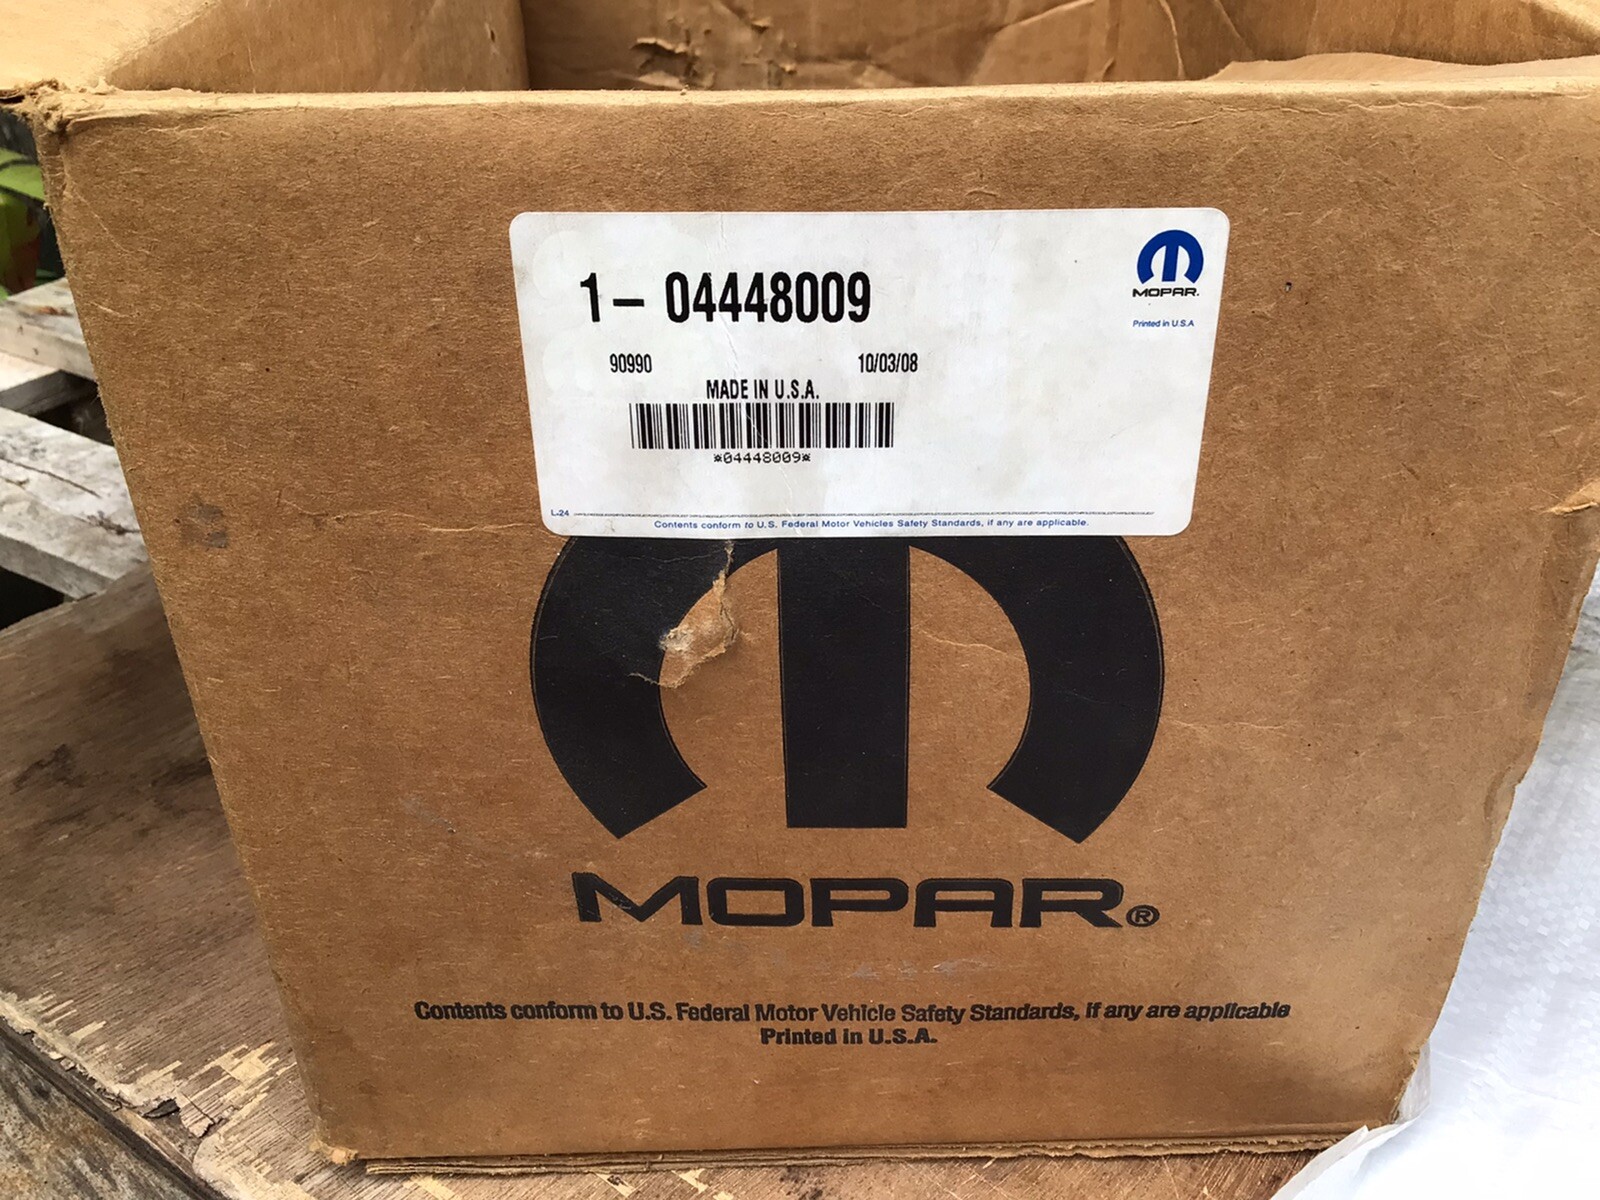 1- 04448009
MOPAR.
Printed in U.S.A
90990 10/03/08
MADE IN U.S.A.
*04448009*
L-24
Contents conform to U.S. Federal Motor Vehicles Safety Standards, if any are applicable.
MOPAR®
Contents conform to U.S. Federal Motor Vehicle Safety Standards, if any are applicable
Printed in U.S.A.